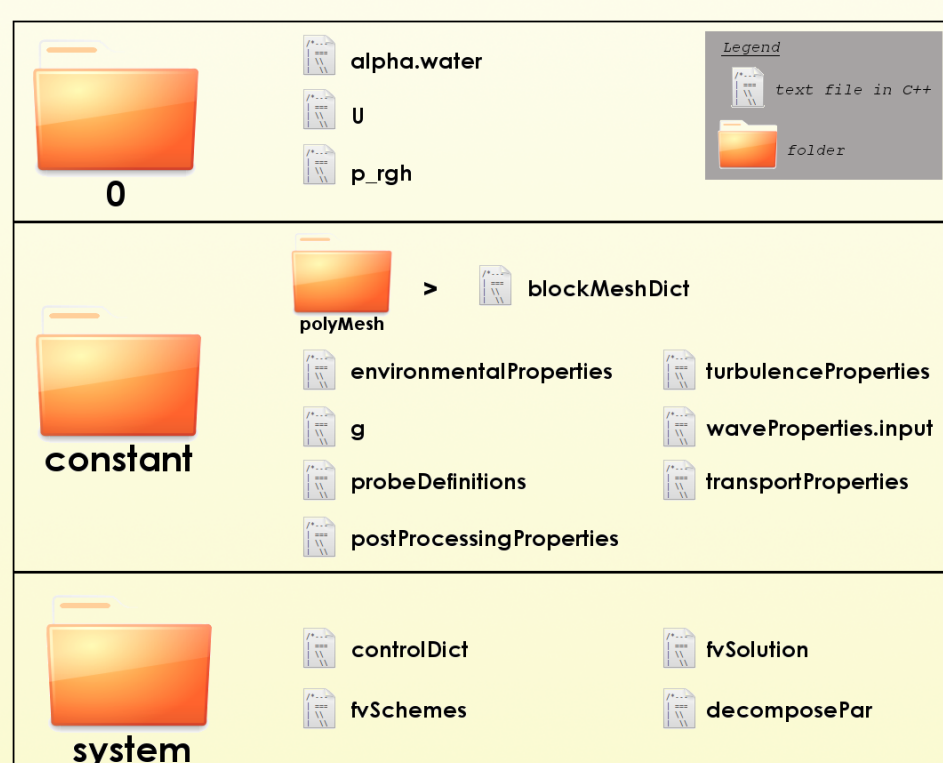 alpha.water
U
p_rgh
0
Legend
text file in C++
folder
polyMesh
>
blockMeshDict
environmentalProperties
turbulenceProperties
g
waveProperties.input
probeDefinitions
transportProperties
postProcessingProperties
constant
controlDict
fvSolution
fvSchemes
decomposePar
system